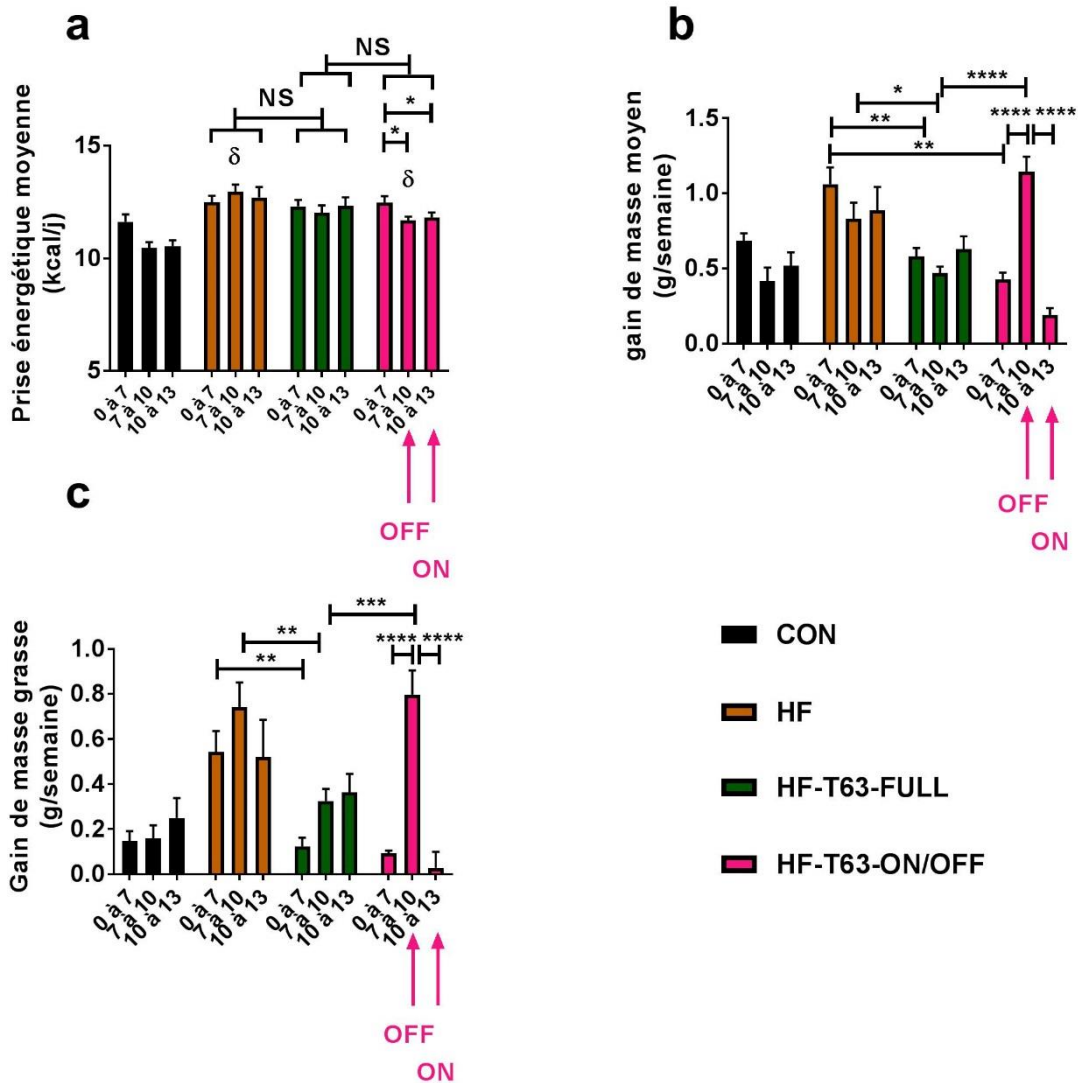 a
Prise énergétique moyenne
(kcal/j)
15
10
5
NS
NS
*
*
δ
δ
0 à 7
7 à 10
10 à 13
0 à 7
7 à 10
10 à 13
0 à 7
7 à 10
10 à 13
0 à 7
7 à 10
10 à 13
OFF
ON
b
gain de masse moyen
(g/semaine)
1.5
1.0
0.5
0.0
****
*
**** ****
**
**
0 à 7
7 à 10
10 à 13
0 à 7
7 à 10
10 à 13
0 à 7
7 à 10
10 à 13
0 à 7
7 à 10
10 à 13
OFF
ON
c
Gain de masse grasse
(g/semaine)
1.0
0.8
0.6
0.4
0.2
0.0
***
**
**** ****
**
0 à 7
7 à 10
10 à 13
0 à 7
7 à 10
10 à 13
0 à 7
7 à 10
10 à 13
0 à 7
7 à 10
10 à 13
OFF
ON
CON
HF
HF-T63-FULL
HF-T63-ON/OFF